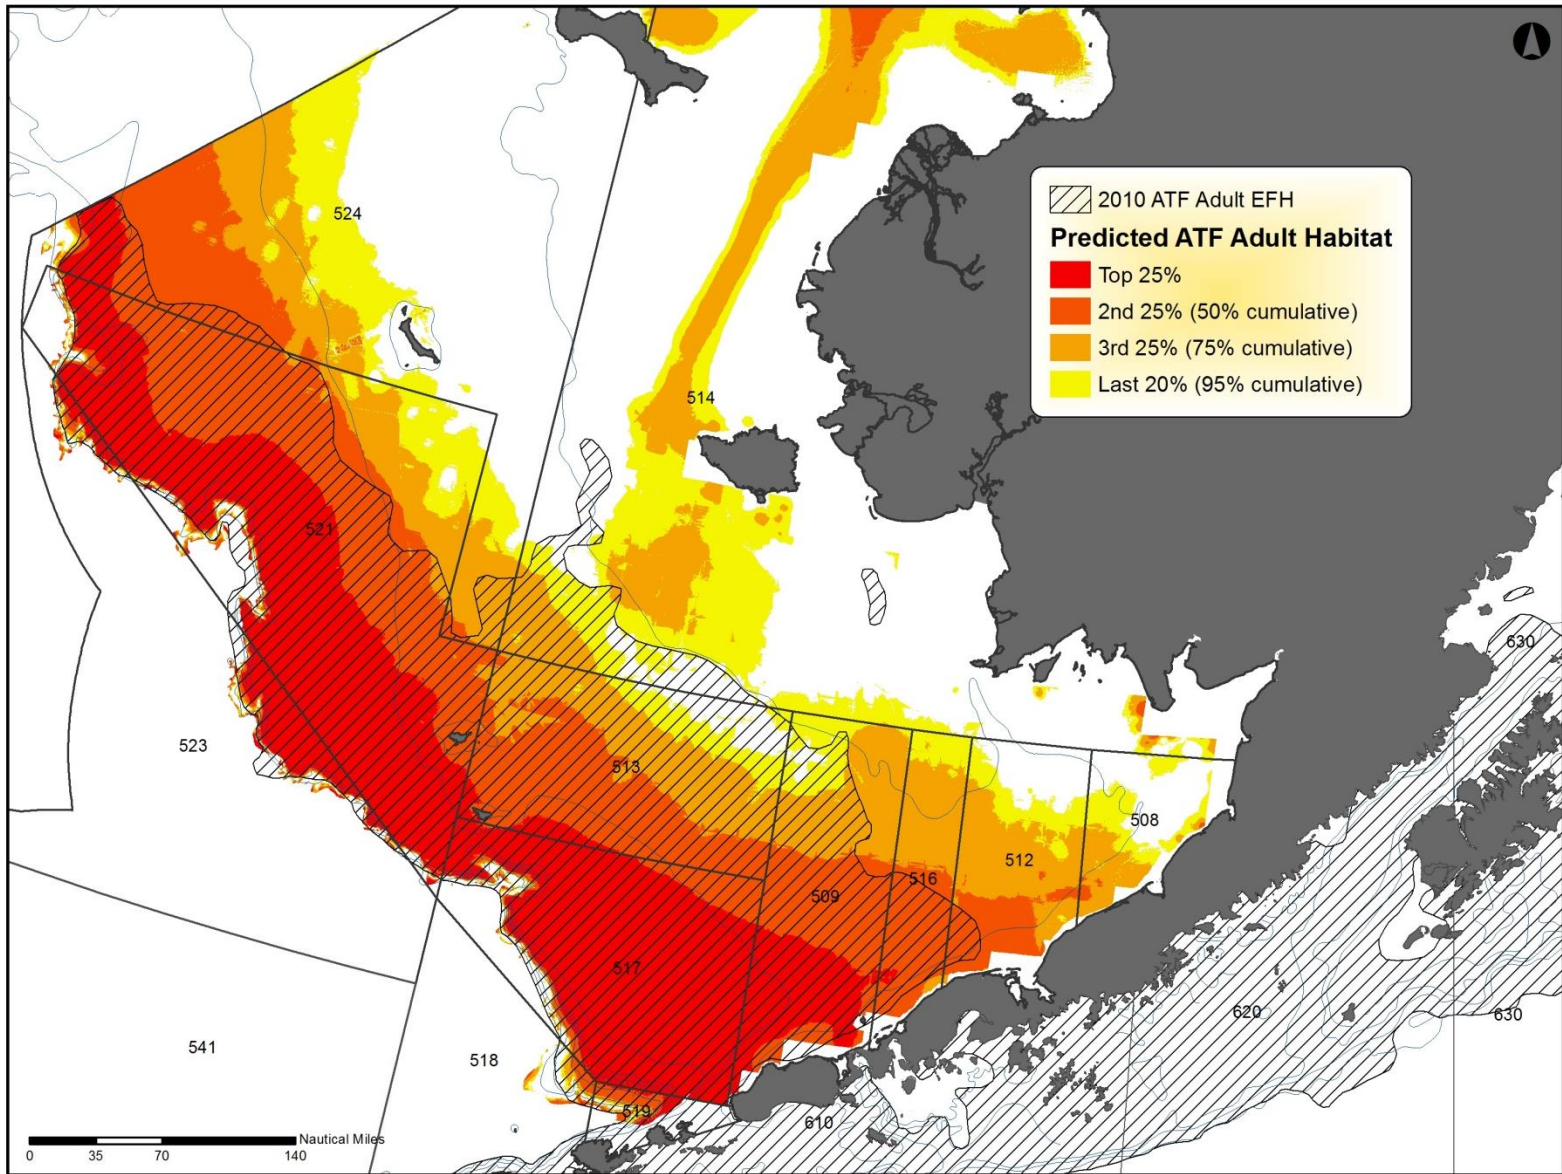 524
2010 ATF Adult EFH
Predicted ATF Adult Habitat
Top 25%
2nd 25% (50% cumulative)
3rd 25% (75% cumulative)
Last 20% (95% cumulative)
514
521
630
523
513
508
512
516
509
517
620
630
541
518
519
610
Nautical Miles
0 35 70 140